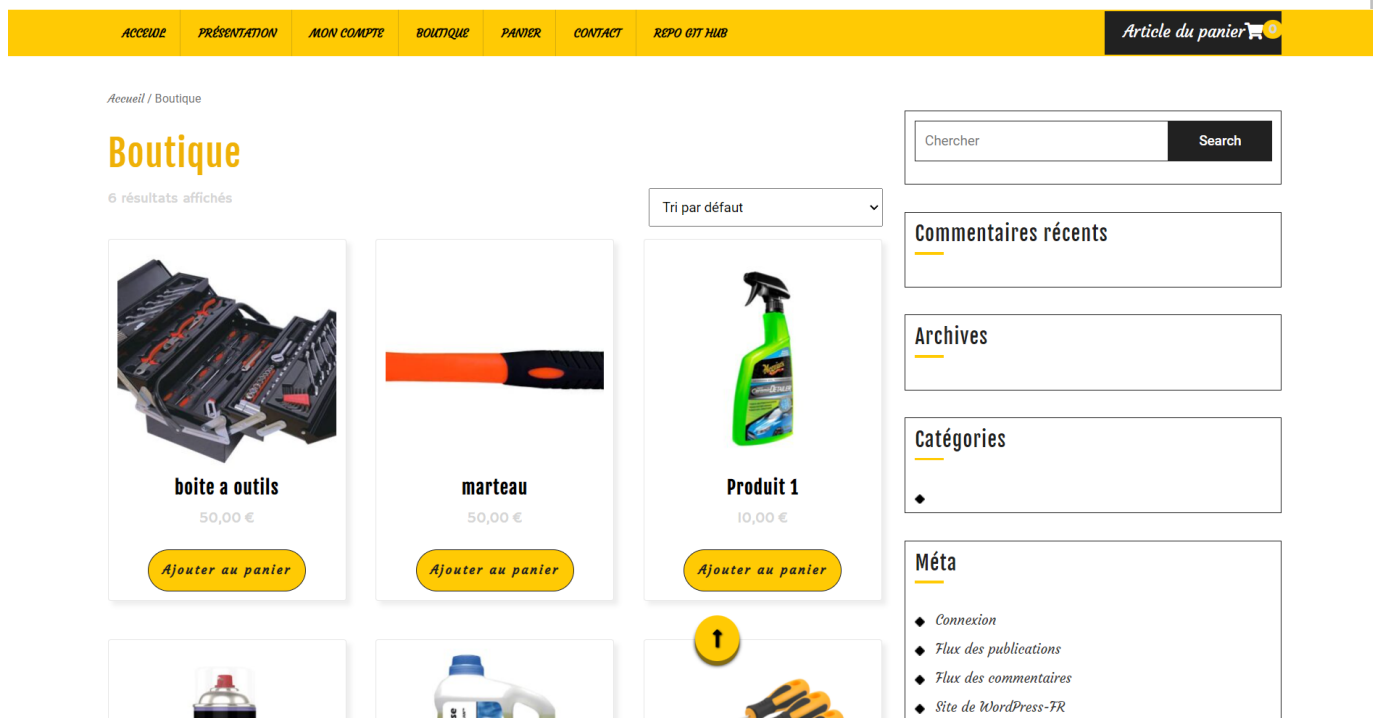 ACCEUIL PRÉSENTATION MON COMPTE BOUTIQUE PANIER CONTACT REPO GIT HUB
Article du panier 0
Accueil / Boutique
Boutique
6 résultats affichés
Tri par défaut
boite a outils
50,00 €
Ajouter au panier
marteau
50,00 €
Ajouter au panier
Produit 1
10,00 €
Ajouter au panier
Chercher
Search
Commentaires récents
Archives
Catégories
Méta
Connexion
Flux des publications
Flux des commentaires
Site de WordPress-FR